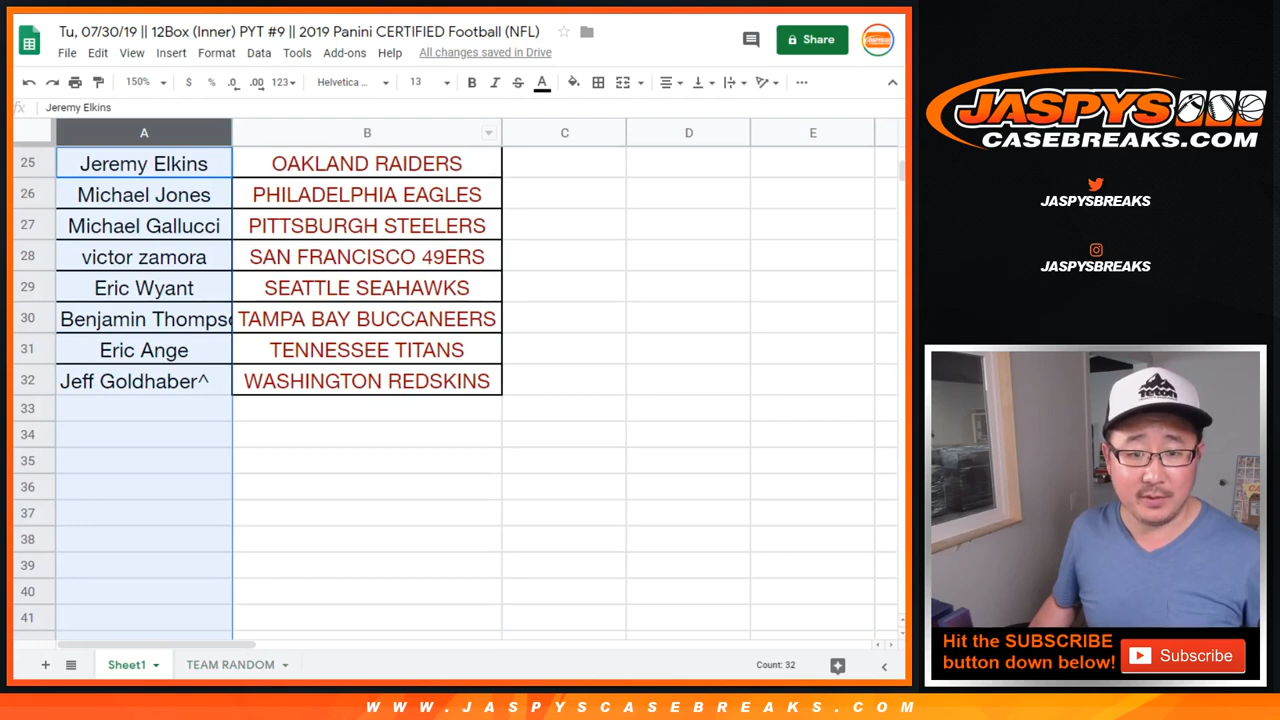 Tu, 07/30/19 || 12Box (Inner) PYT #9 || 2019 Panini CERTIFIED Football (NFL)
File Edit View Insert Format Data Tools Add-ons Help All changes saved in Drive
Share
150% $ % .0 .00 123 Helvetica ... 13 B I S A
fx Jeremy Elkins
A B C D E
25 Jeremy Elkins OAKLAND RAIDERS
26 Michael Jones PHILADELPHIA EAGLES
27 Michael Gallucci PITTSBURGH STEELERS
28 victor zamora SAN FRANCISCO 49ERS
29 Eric Wyant SEATTLE SEAHAWKS
30 Benjamin Thompso TAMPA BAY BUCCANEERS
31 Eric Ange TENNESSEE TITANS
32 Jeff Goldhaber^ WASHINGTON REDSKINS
33
34
35
36
37
38
39
40
41
Sheet1 TEAM RANDOM Count: 32
JASPYS
CASEBREAKS.COM
JASPYSBREAKS
JASPYSBREAKS
TETON
Hit the SUBSCRIBE
button down below!
Subscribe
WWW.JASPYSCASEBREAKS.COM